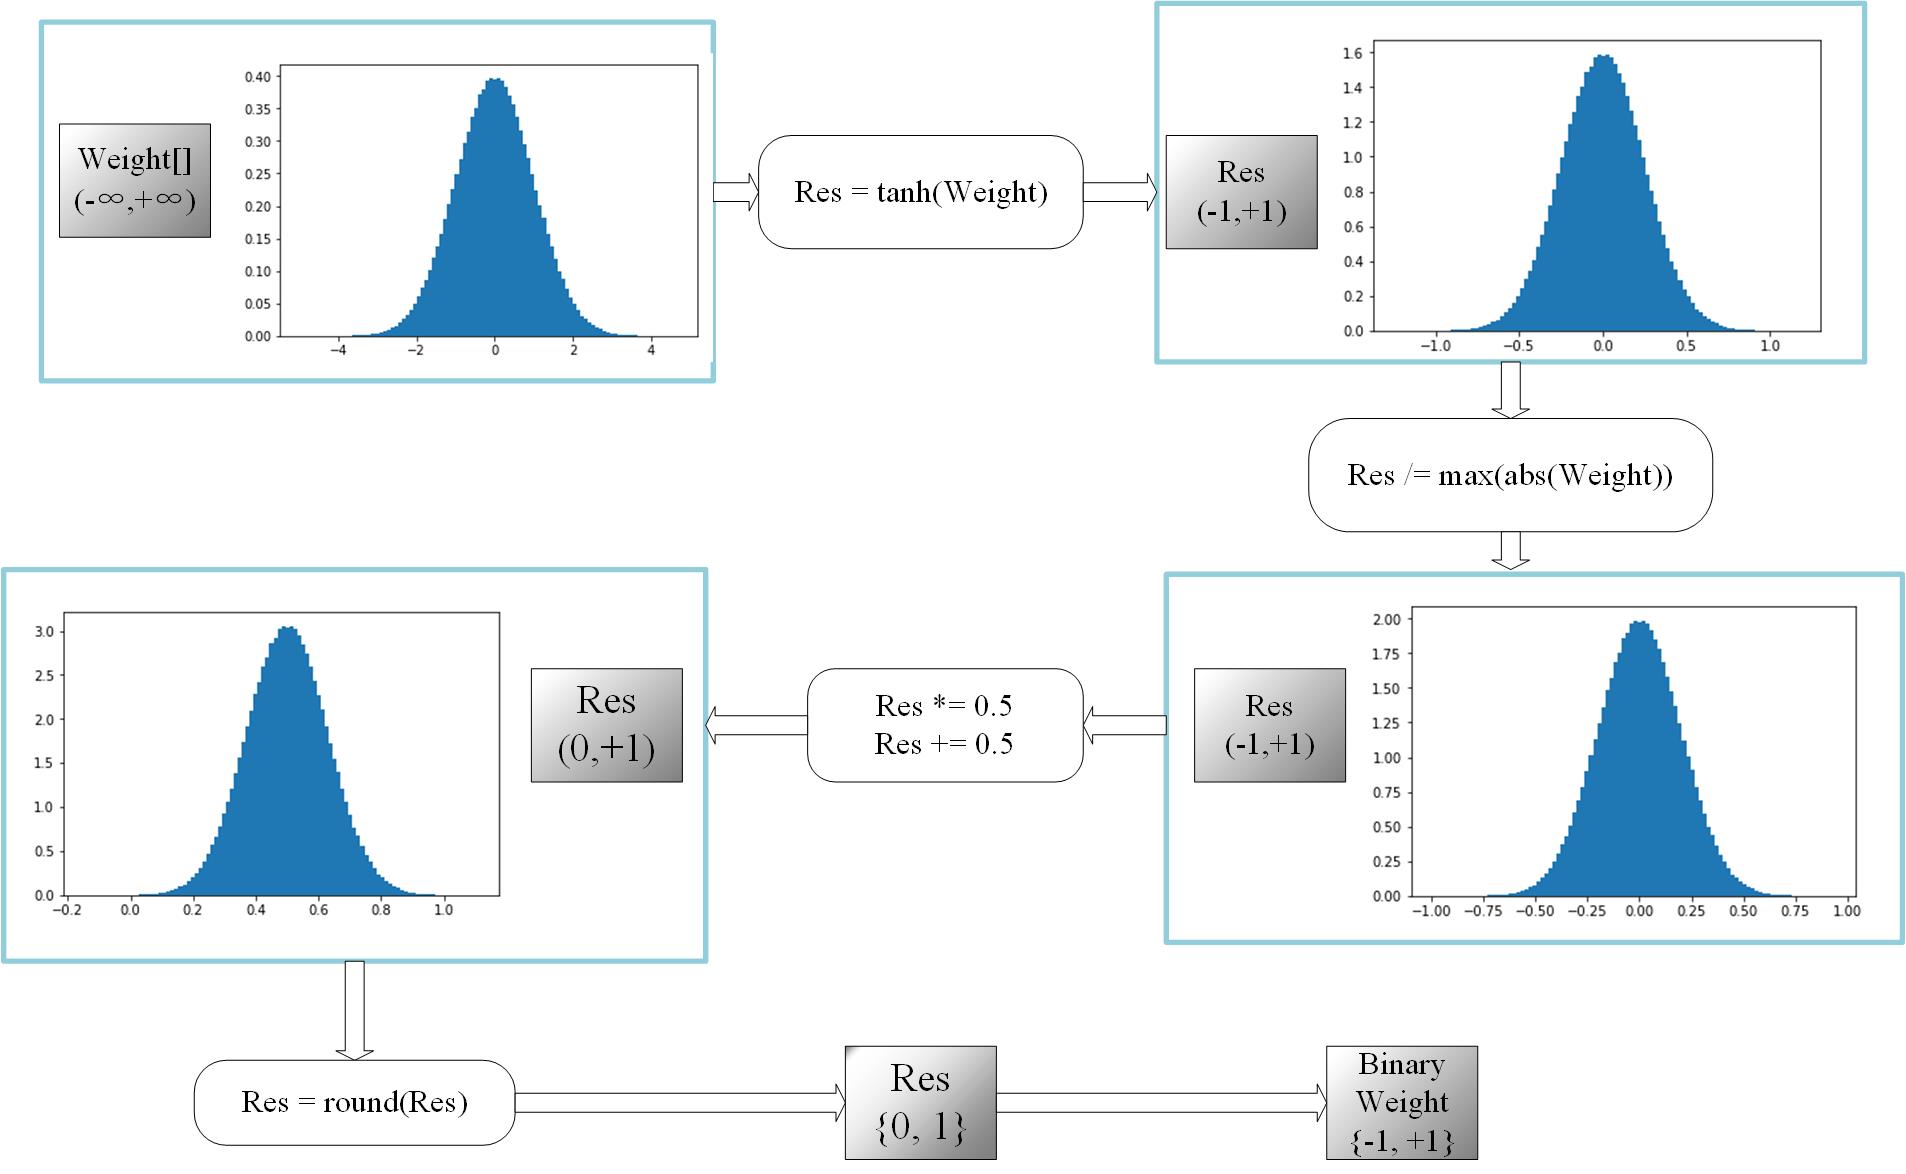 Weight[]
(-∞,+∞)
0.40
0.35
0.30
0.25
0.20
0.15
0.10
0.05
0.00
−4 −2 0 2 4
Res = tanh(Weight)
Res
(-1,+1)
1.6
1.4
1.2
1.0
0.8
0.6
0.4
0.2
0.0
−1.0 −0.5 0.0 0.5 1.0
Res /= max(abs(Weight))
Res
(-1,+1)
2.00
1.75
1.50
1.25
1.00
0.75
0.50
0.25
0.00
−1.00 −0.75 −0.50 −0.25 0.00 0.25 0.50 0.75 1.00
Res *= 0.5
Res += 0.5
3.0
2.5
2.0
1.5
1.0
0.5
0.0
−0.2 0.0 0.2 0.4 0.6 0.8 1.0
Res
(0,+1)
Res = round(Res)
Res
{0, 1}
Binary
Weight
{-1, +1}